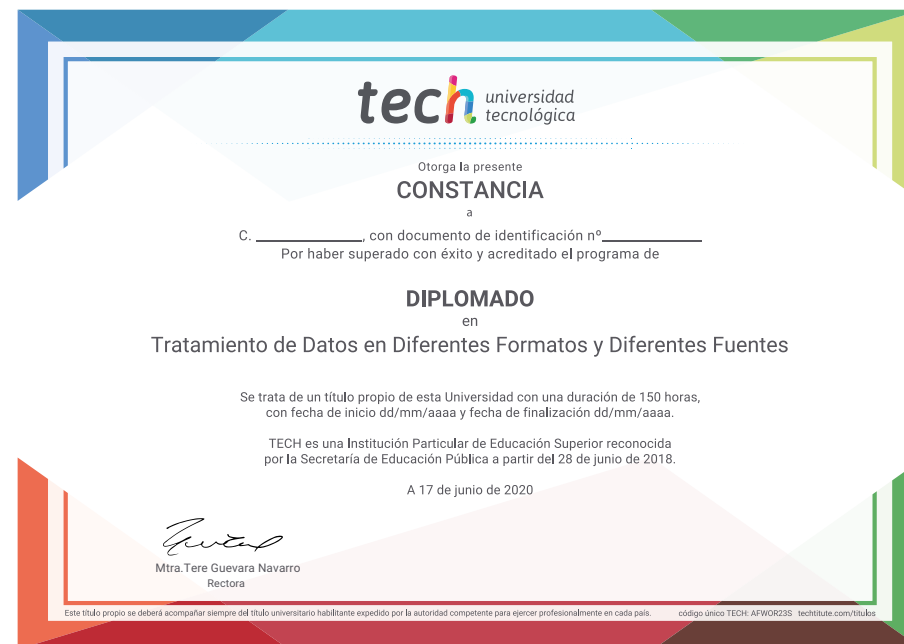 tech universidad
tecnológica
Otorga la presente
CONSTANCIA
a
C. ____________, con documento de identificación nº____________
Por haber superado con éxito y acreditado el programa de
DIPLOMADO
en
Tratamiento de Datos en Diferentes Formatos y Diferentes Fuentes
Se trata de un título propio de esta Universidad con una duración de 150 horas,
con fecha de inicio dd/mm/aaaa y fecha de finalización dd/mm/aaaa.
TECH es una Institución Particular de Educación Superior reconocida
por la Secretaría de Educación Pública a partir del 28 de junio de 2018.
A 17 de junio de 2020
Mtra.Tere Guevara Navarro
Rectora
Este título propio se deberá acompañar siempre del título universitario habilitante expedido por la autoridad competente para ejercer profesionalmente en cada país. código único TECH: AFWOR23S techtitute.com/titulos